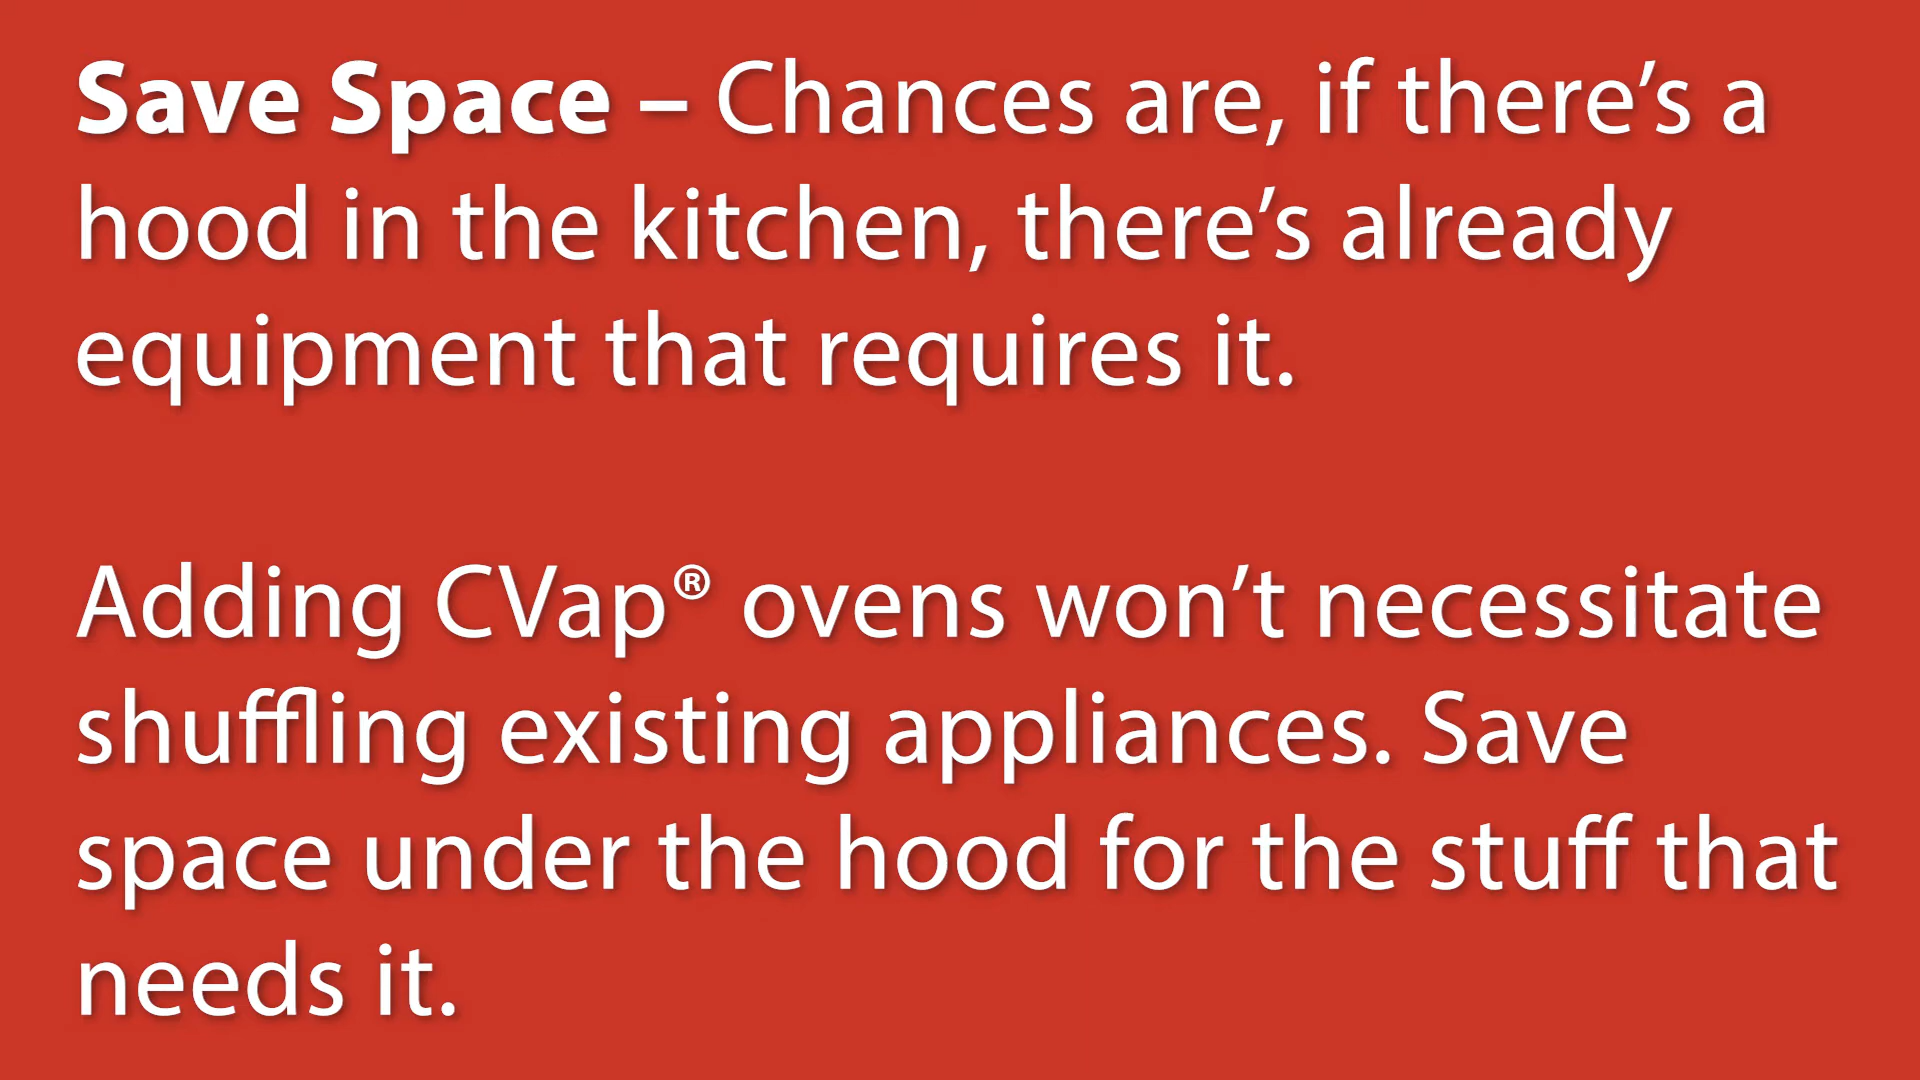 Save Space – Chances are, if there’s a
hood in the kitchen, there’s already
equipment that requires it.
Adding CVap® ovens won’t necessitate
shuffling existing appliances. Save
space under the hood for the stuff that
needs it.